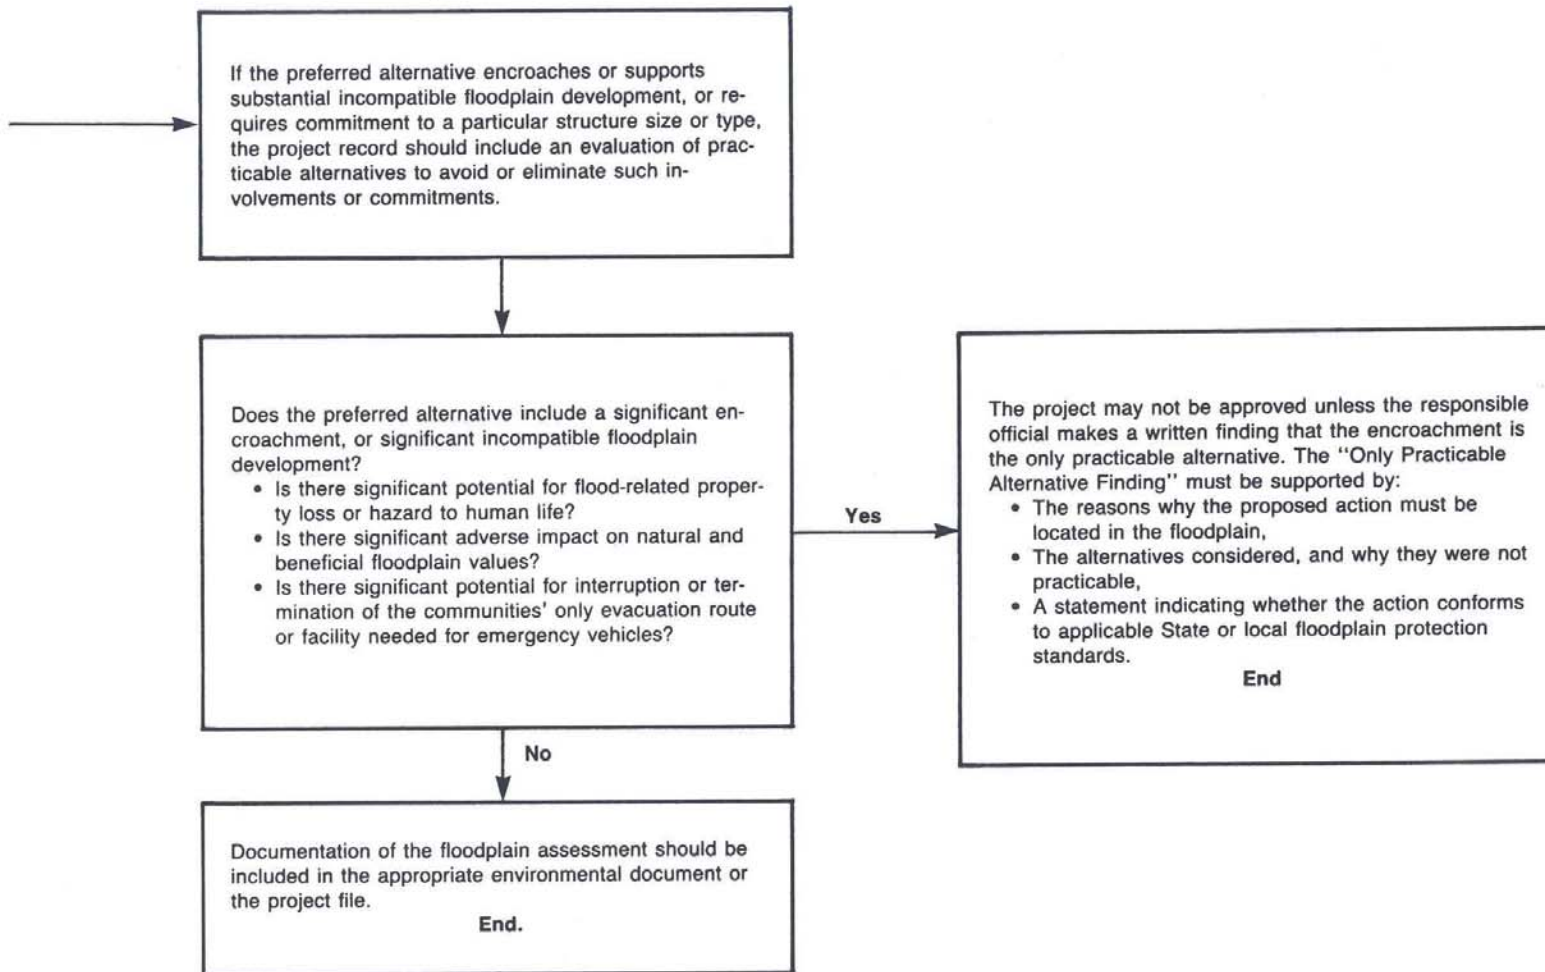 If the preferred alternative encroaches or supports
substantial incompatible floodplain development, or re-
quires commitment to a particular structure size or type,
the project record should include an evaluation of prac-
ticable alternatives to avoid or eliminate such in-
volvements or commitments.
Does the preferred alternative include a significant en-
croachment, or significant incompatible floodplain
development?
• Is there significant potential for flood-related proper-
ty loss or hazard to human life?
• Is there significant adverse impact on natural and
beneficial floodplain values?
• Is there significant potential for interruption or ter-
mination of the communities' only evacuation route
or facility needed for emergency vehicles?
Yes
The project may not be approved unless the responsible
official makes a written finding that the encroachment is
the only practicable alternative. The "Only Practicable
Alternative Finding" must be supported by:
• The reasons why the proposed action must be
located in the floodplain,
• The alternatives considered, and why they were not
practicable,
• A statement indicating whether the action conforms
to applicable State or local floodplain protection
standards.
End
No
Documentation of the floodplain assessment should be
included in the appropriate environmental document or
the project file.
End.